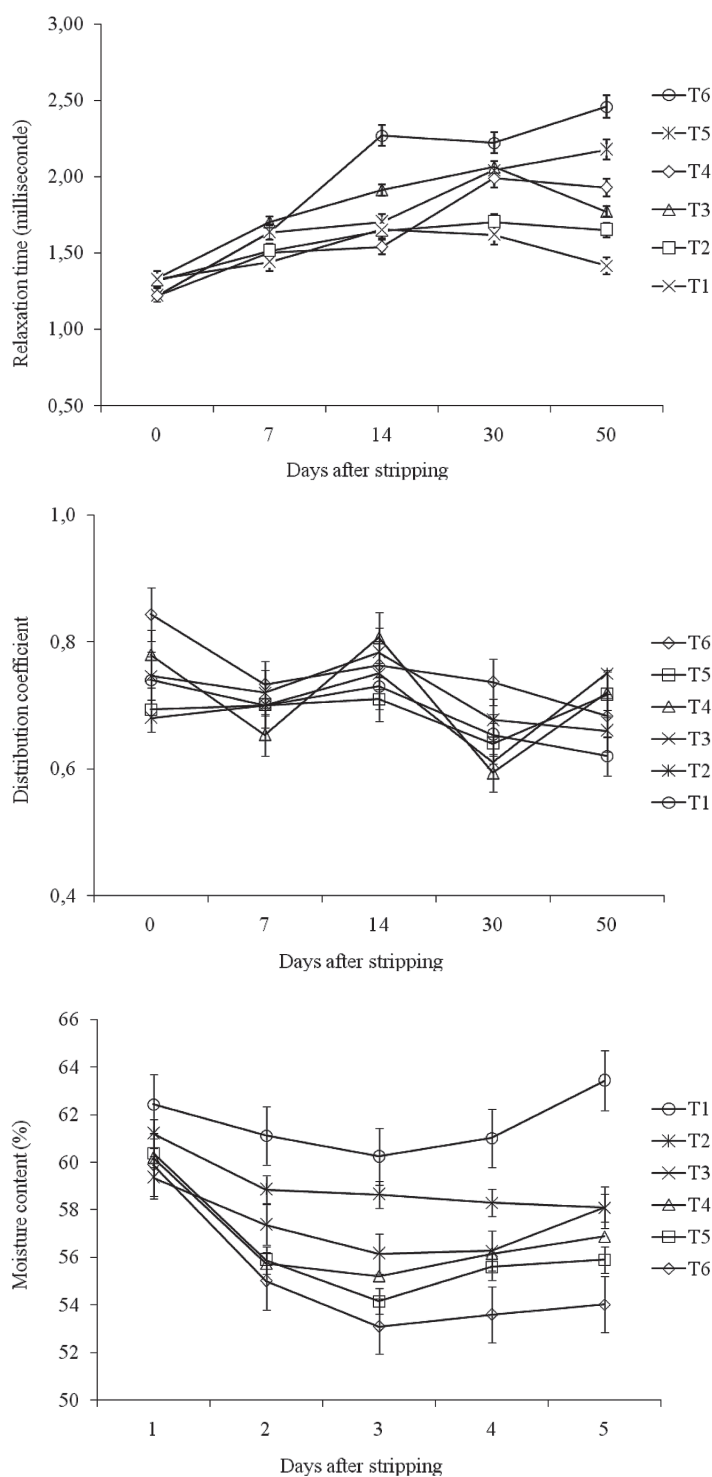 3,00
2,50
2,00
1,50
1,00
0,50
Relaxation time (milliseconde)
0 7 14 30 50
Days after stripping
T6
T5
T4
T3
T2
T1
1,0
0,8
0,6
0,4
Distribution coefficient
0 7 14 30 50
Days after stripping
T6
T5
T4
T3
T2
T1
66
64
62
60
58
56
54
52
50
Moisture content (%)
1 2 3 4 5
Days after stripping
T1
T2
T3
T4
T5
T6